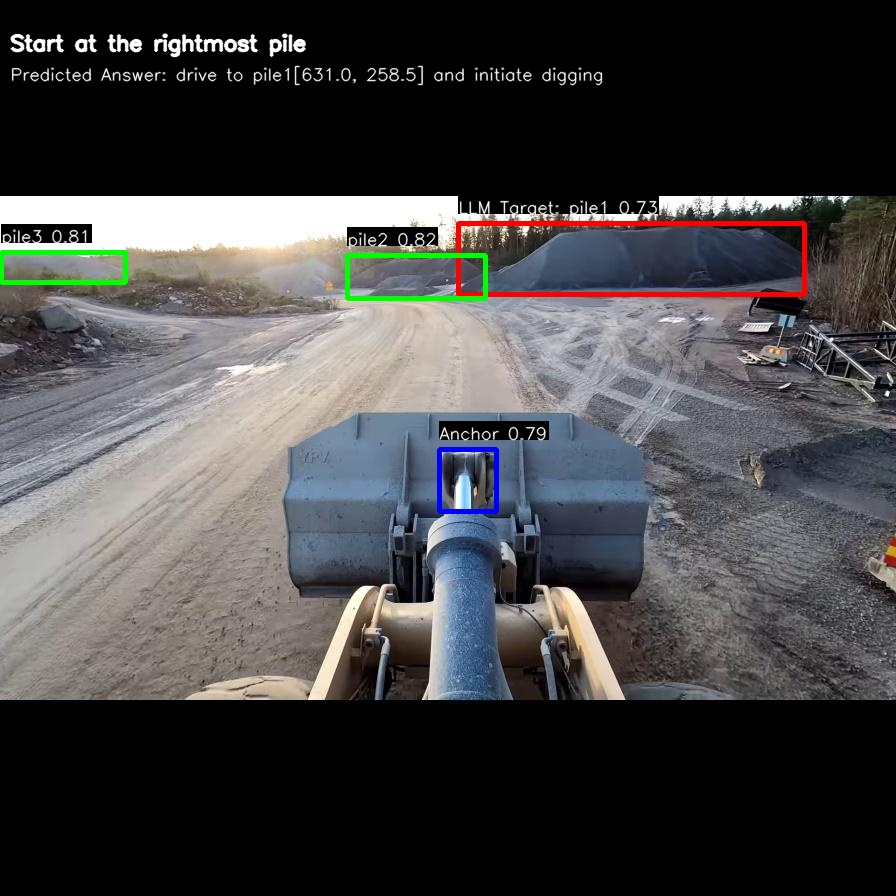 Start at the rightmost pile
Predicted Answer: drive to pile1[631.0, 258.5] and initiate digging
LLM Target: pile1 0.73
pile3 0.81
pile2 0.82
Anchor 0.79